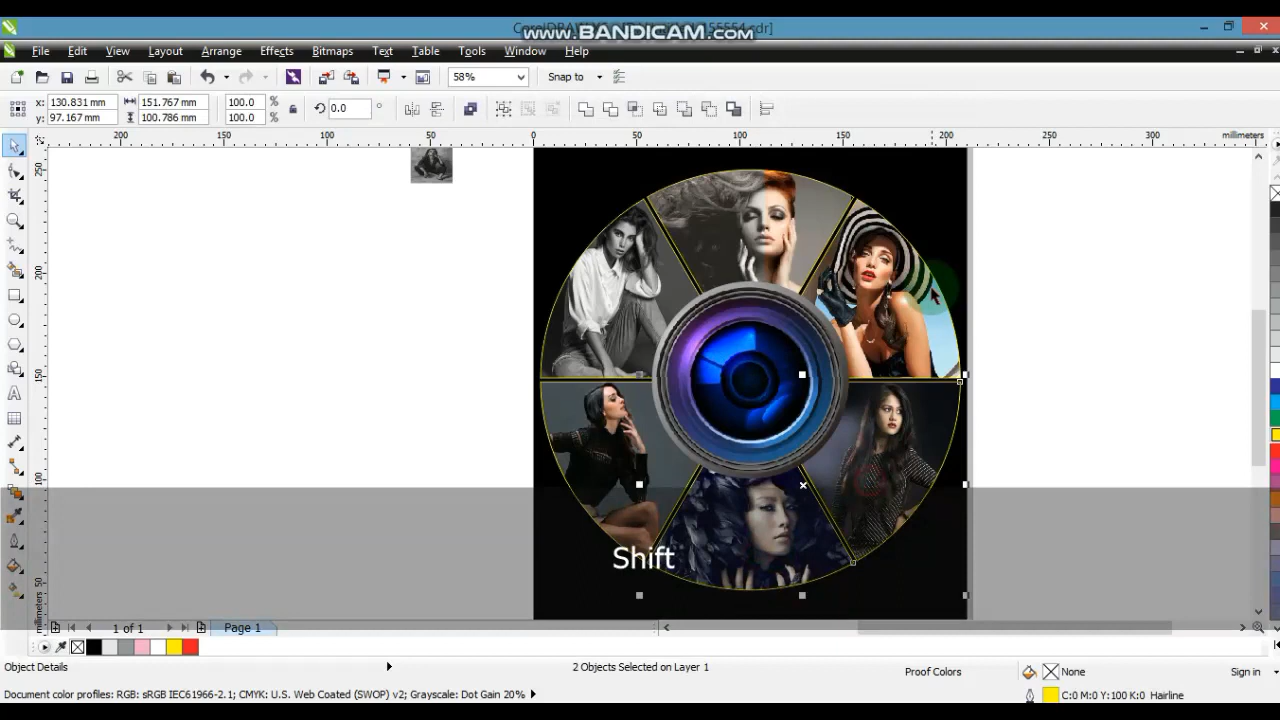 www.BANDICAM.com
File Edit View Layout Arrange Effects Bitmaps Text Table Tools Window Help
58% Snap to
x: 130.831 mm 151.767 mm 100.0 % 0.0 °
y: 97.167 mm 100.786 mm 100.0 %
200 150 100 50 0 50 100 150 200 250 300 millimeters
250
200
150
100
50
millimeters
Shift
1 of 1 Page 1
Object Details 2 Objects Selected on Layer 1 Proof Colors None Sign in
Document color profiles: RGB: sRGB IEC61966-2.1; CMYK: U.S. Web Coated (SWOP) v2; Grayscale: Dot Gain 20% C:0 M:0 Y:100 K:0 Hairline